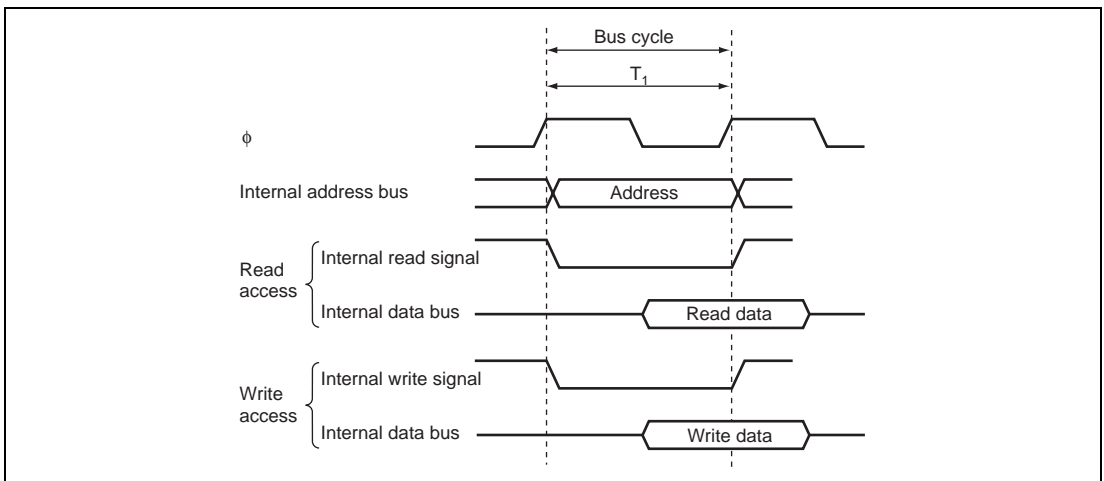 Bus cycle
T1
φ
Internal address bus
Address
Read
access
Internal read signal
Internal data bus
Read data
Write
access
Internal write signal
Internal data bus
Write data